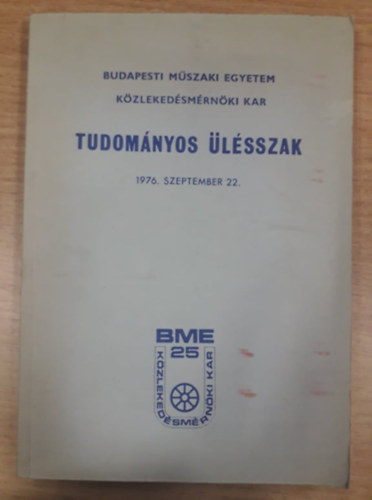 BUDAPESTI MŰSZAKI EGYETEM
KÖZLEKEDÉSMÉRNÖKI KAR
TUDOMÁNYOS ÜLÉSSZAK
1976. SZEPTEMBER 22.
BME
25
KÖZLEKEDÉSMÉRNÖKI KAR